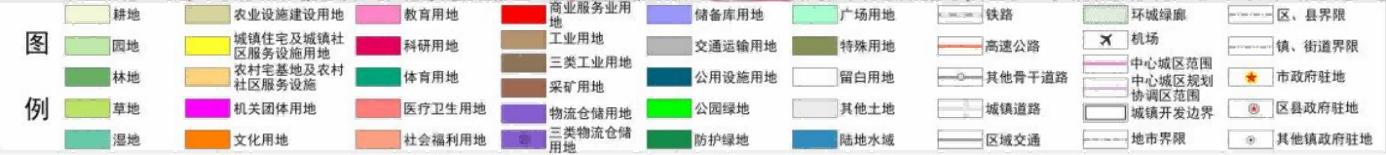 图例
耕地
园地
林地
草地
湿地
农业设施建设用地
城镇住宅及城镇社
区服务设施用地
农村宅基地及农村
社区服务设施
机关团体用地
文化用地
教育用地
科研用地
体育用地
医疗卫生用地
社会福利用地
商业服务业用
地
工业用地
三类工业用地
采矿用地
物流仓储用地
三类物流仓储
用地
储备库用地
交通运输用地
公用设施用地
公园绿地
防护绿地
广场用地
特殊用地
留白用地
其他土地
陆地水域
铁路
高速公路
其他骨干道路
城镇道路
区域交通
环城绿廊
机场
中心城区范围
中心城区规划
协调区范围
城镇开发边界
地市界限
区、县界限
镇、街道界限
市政府驻地
区县政府驻地
其他镇政府驻地